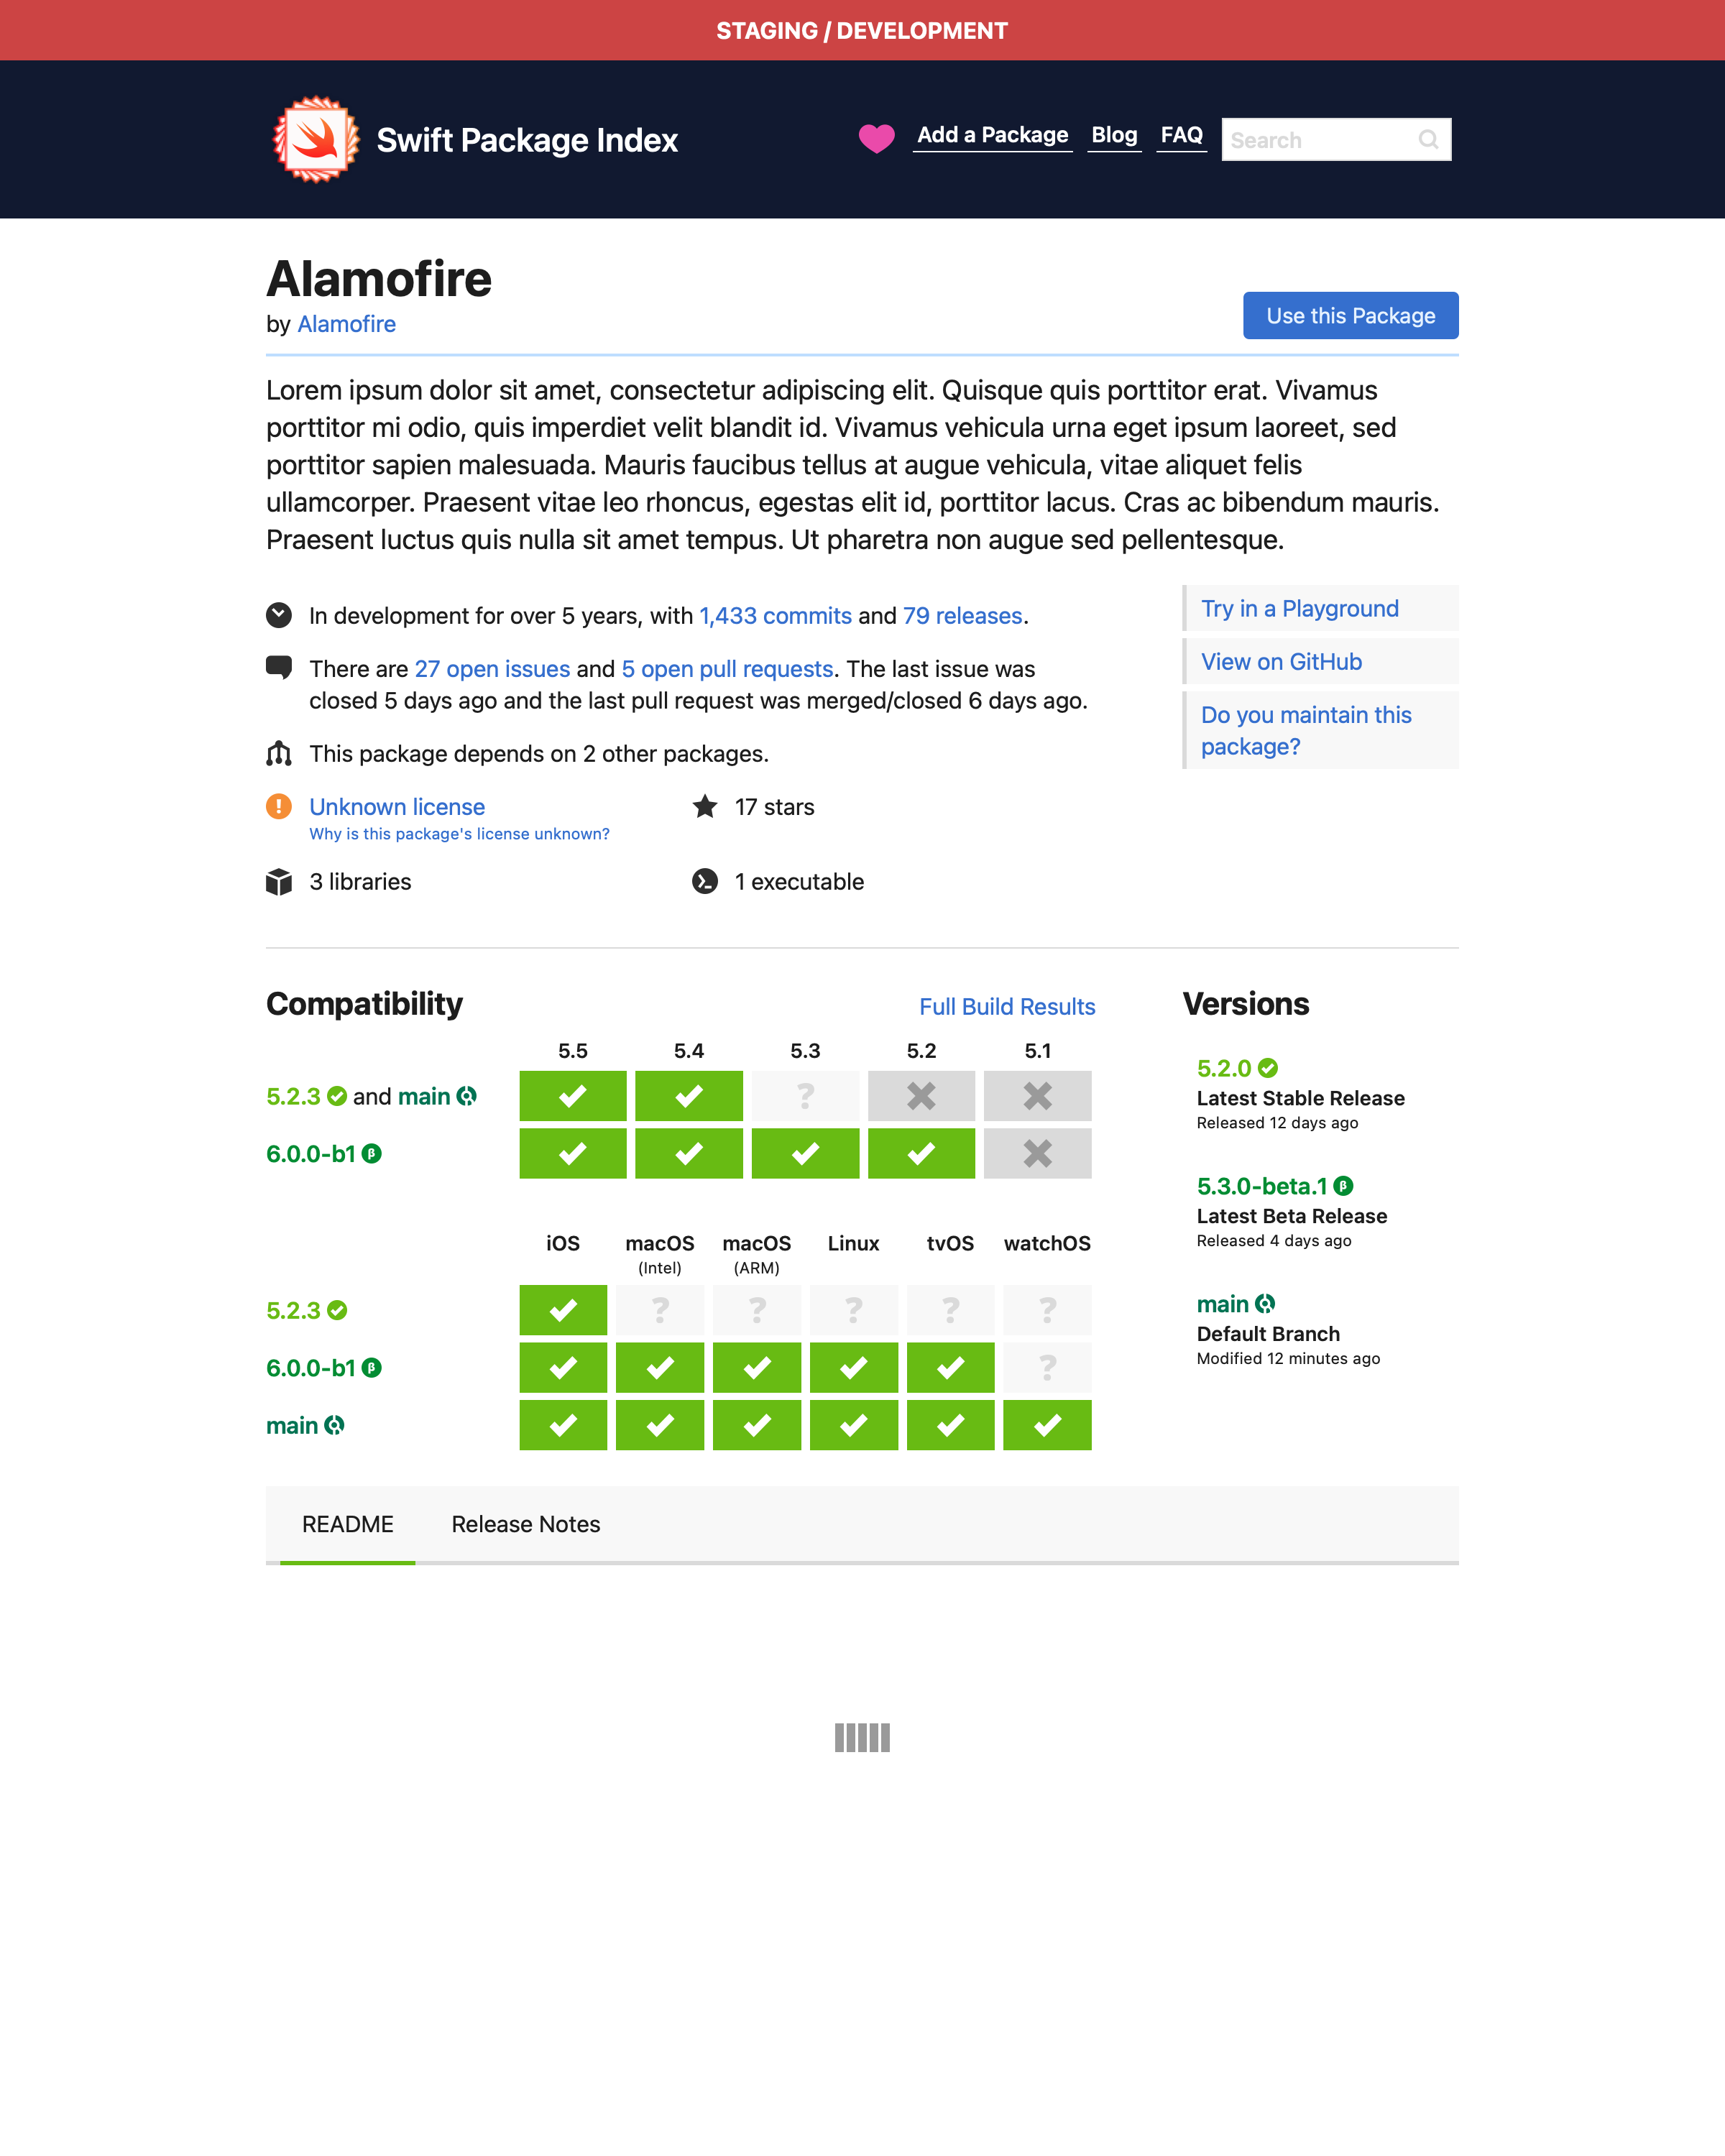 STAGING / DEVELOPMENT
Swift Package Index
Add a Package Blog FAQ Search
Alamofire
by Alamofire
Use this Package
Lorem ipsum dolor sit amet, consectetur adipiscing elit. Quisque quis porttitor erat. Vivamus
porttitor mi odio, quis imperdiet velit blandit id. Vivamus vehicula urna eget ipsum laoreet, sed
porttitor sapien malesuada. Mauris faucibus tellus at augue vehicula, vitae aliquet felis
ullamcorper. Praesent vitae leo rhoncus, egestas elit id, porttitor lacus. Cras ac bibendum mauris.
Praesent luctus quis nulla sit amet tempus. Ut pharetra non augue sed pellentesque.
In development for over 5 years, with 1,433 commits and 79 releases.
There are 27 open issues and 5 open pull requests. The last issue was
closed 5 days ago and the last pull request was merged/closed 6 days ago.
This package depends on 2 other packages.
Unknown license
Why is this package's license unknown?
17 stars
3 libraries
1 executable
Try in a Playground
View on GitHub
Do you maintain this
package?
Compatibility
Full Build Results
5.5 5.4 5.3 5.2 5.1
5.2.3 and main ?
6.0.0-b1 β
iOS macOS macOS Linux tvOS watchOS
(Intel) (ARM)
5.2.3 ? ? ? ? ?
6.0.0-b1 β ?
main
Versions
5.2.0
Latest Stable Release
Released 12 days ago
5.3.0-beta.1 β
Latest Beta Release
Released 4 days ago
main
Default Branch
Modified 12 minutes ago
README Release Notes